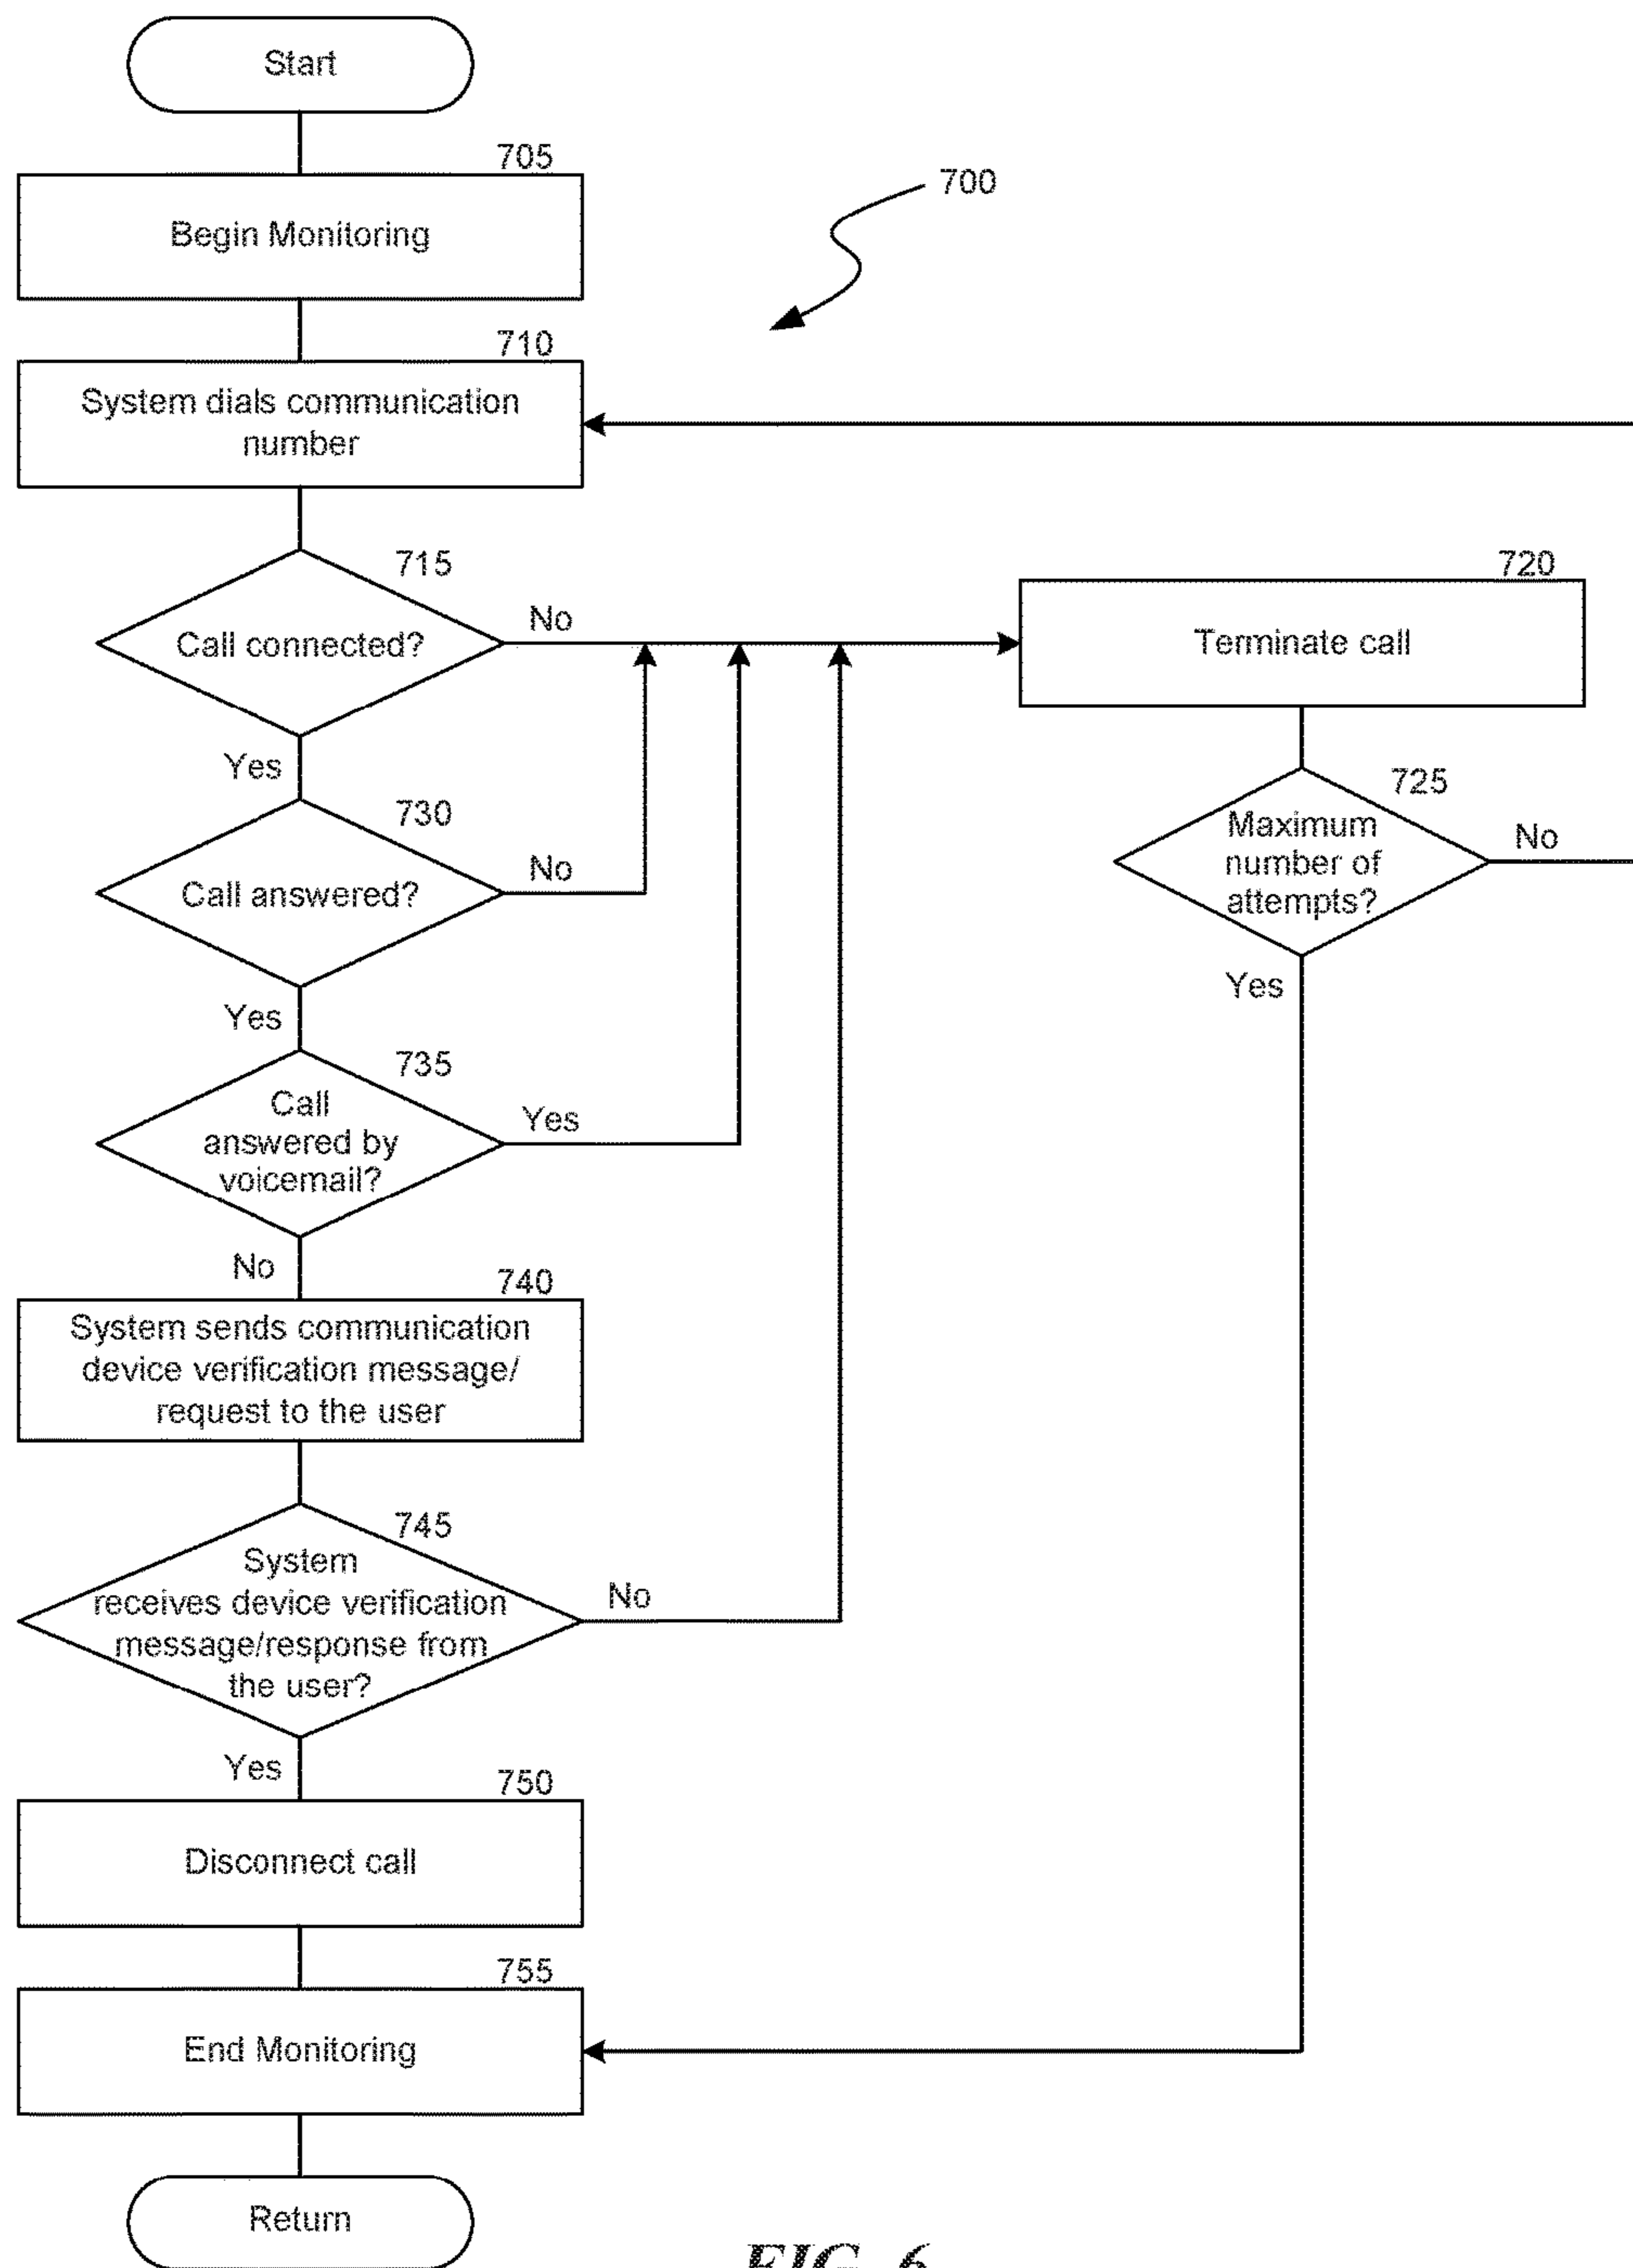 Start
705
Begin Monitoring
700
710
System dials communication
number
715
Call connected?
No
720
Terminate call
Yes
725
Maximum
number of
attempts?
No
Yes
730
Call answered?
No
Yes
735
Call
answered by
voicemail?
Yes
No
740
System sends communication
device verification message/
request to the user
745
System
receives device verification
message/response from
the user?
No
Yes
750
Disconnect call
755
End Monitoring
Return
FIG. 6